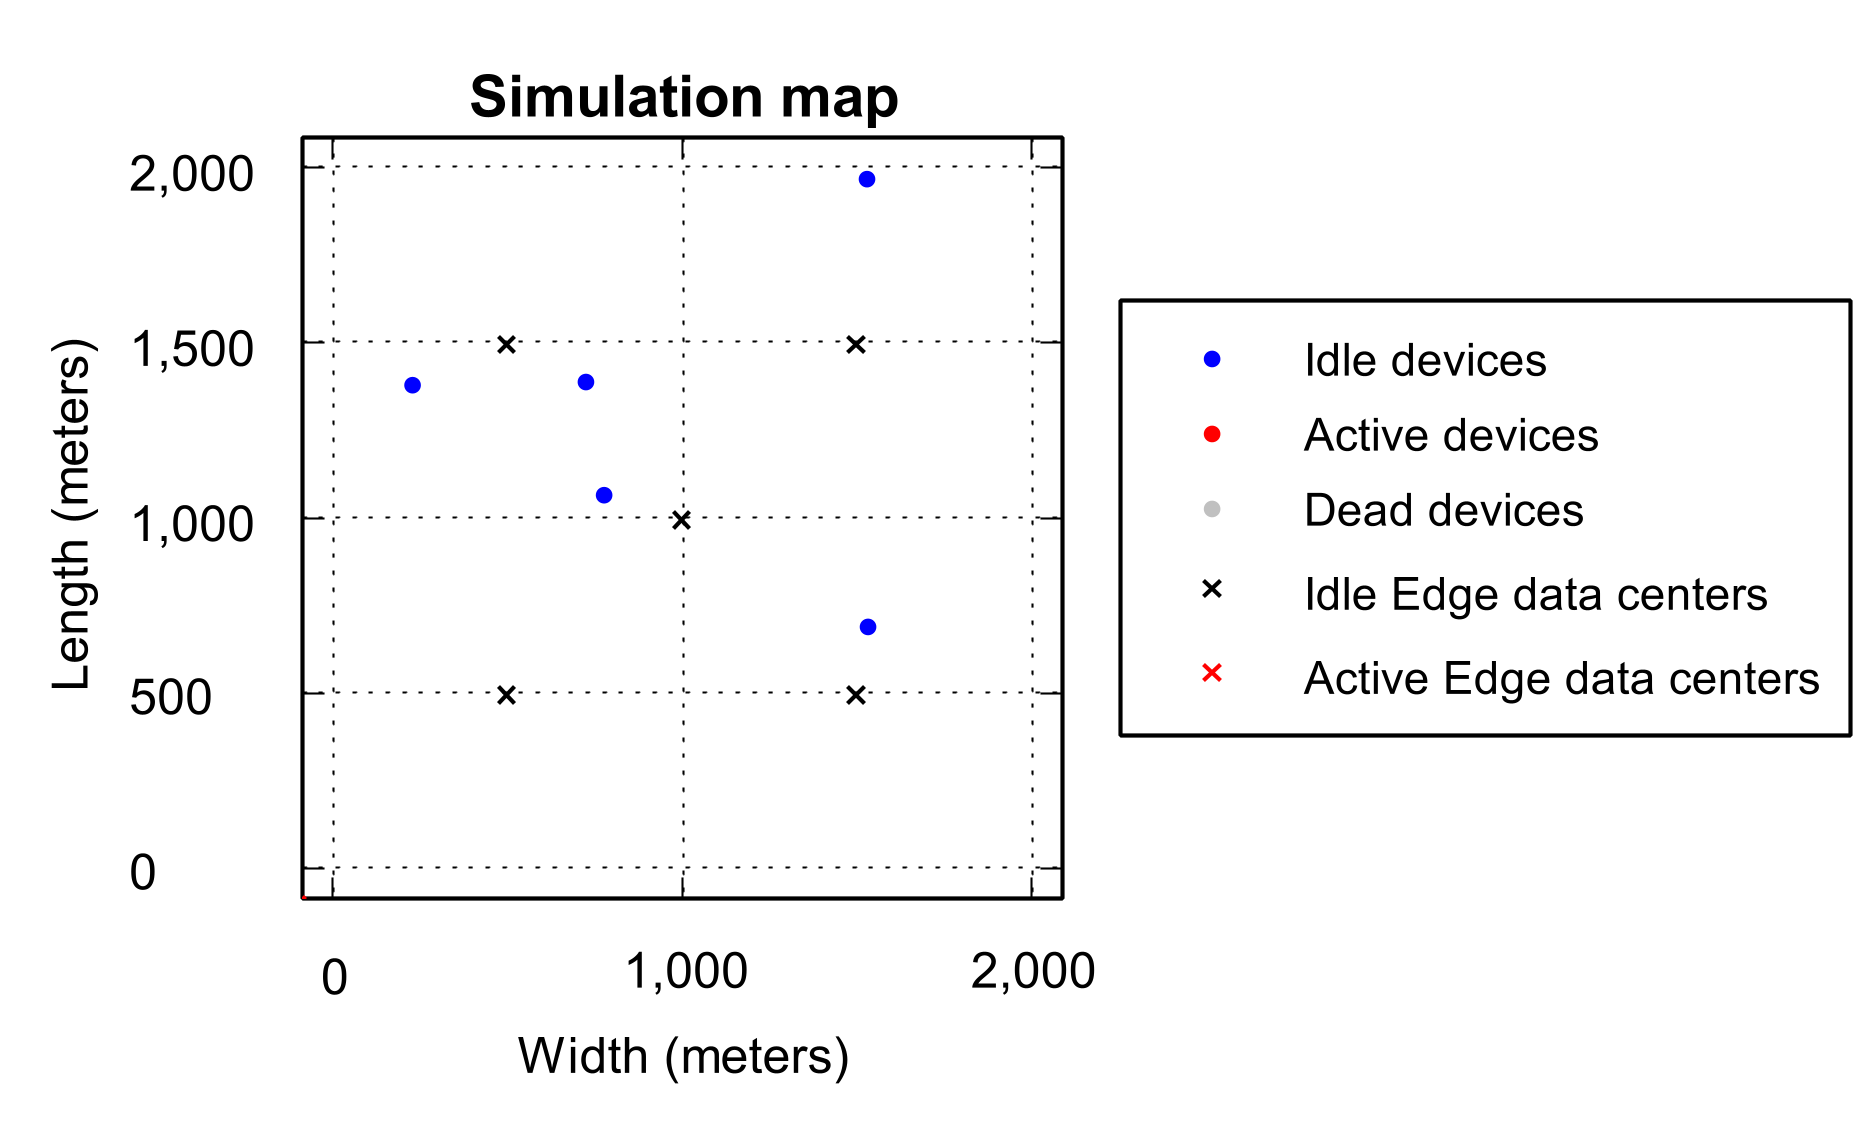 Simulation map
2,000
1,500
1,000
500
0
Length (meters)
0
1,000
2,000
Width (meters)
Idle devices
Active devices
Dead devices
Idle Edge data centers
Active Edge data centers